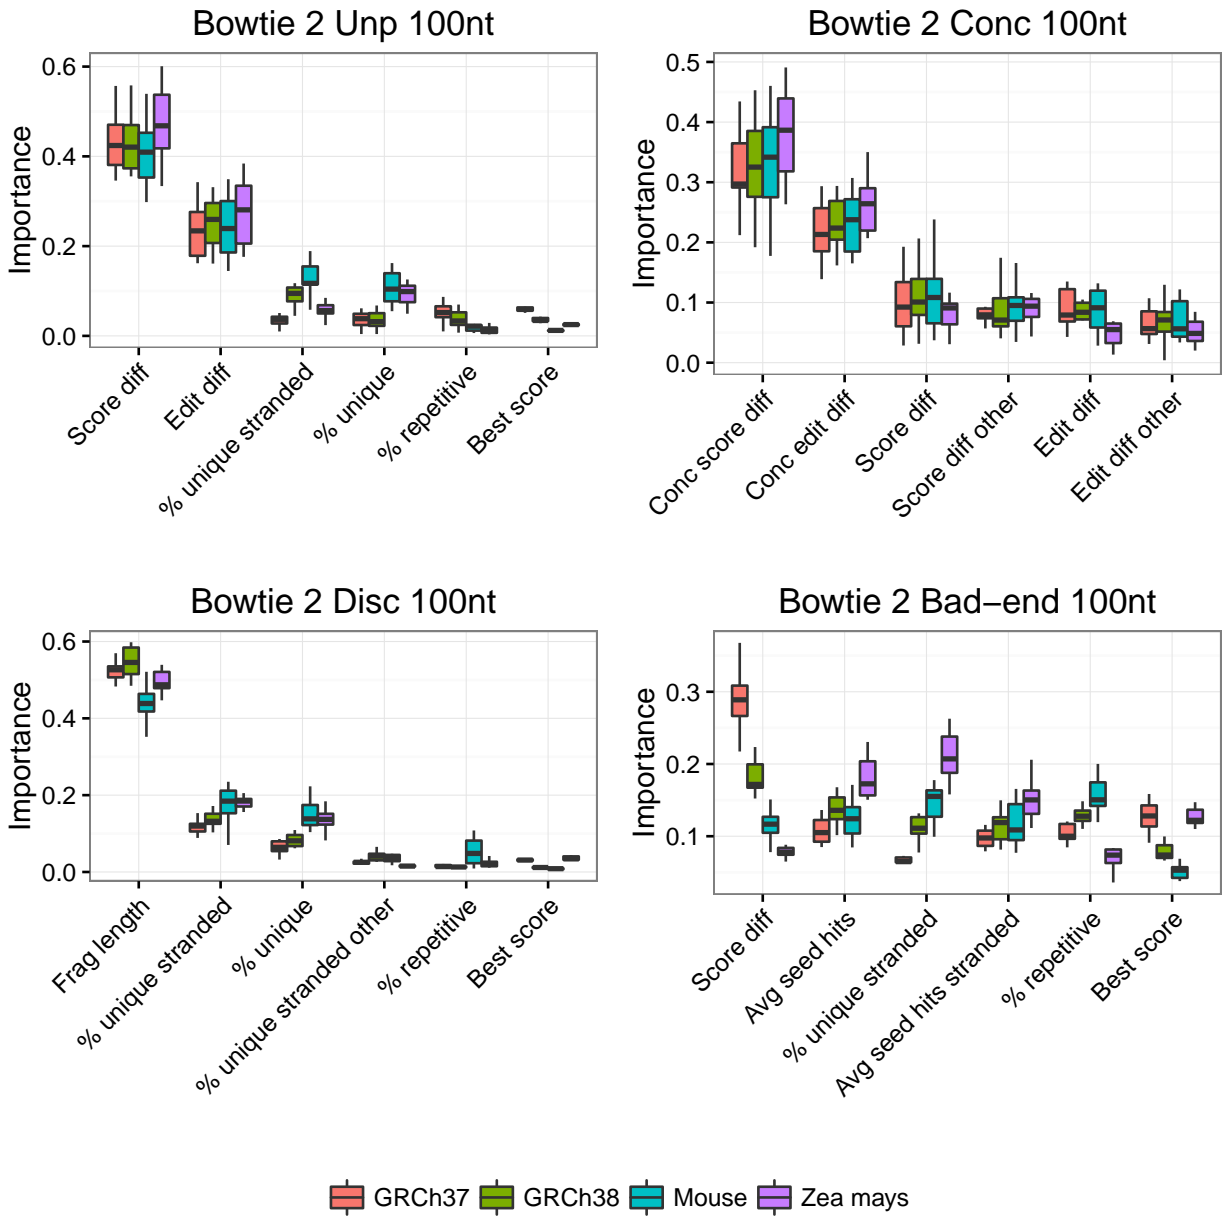 Bowtie 2 Unp 100nt
Importance
0.6
0.4
0.2
0.0
Score diff
Edit diff
% unique stranded
% unique
% repetitive
Best score
Bowtie 2 Conc 100nt
Importance
0.5
0.4
0.3
0.2
0.1
0.0
Conc score diff
Conc edit diff
Score diff
Score diff other
Edit diff
Edit diff other
Bowtie 2 Disc 100nt
Importance
0.6
0.4
0.2
0.0
Frag length
% unique stranded
% unique
% unique stranded other
% repetitive
Best score
Bowtie 2 Bad−end 100nt
Importance
0.3
0.2
0.1
Score diff
Avg seed hits
% unique stranded
Avg seed hits stranded
% repetitive
Best score
GRCh37 GRCh38 Mouse Zea mays